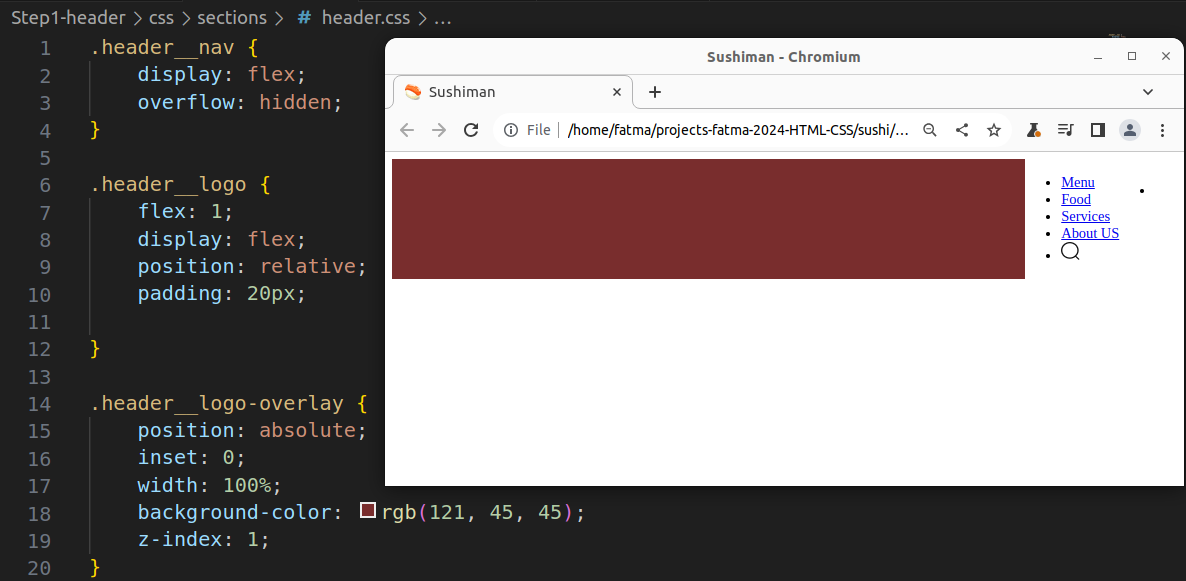 Step1-header > css > sections > # header.css > ...
1 .header__nav {
2 display: flex;
3 overflow: hidden;
4 }
5
6 .header__logo {
7 flex: 1;
8 display: flex;
9 position: relative;
10 padding: 20px;
11
12 }
13
14 .header__logo-overlay {
15 position: absolute;
16 inset: 0;
17 width: 100%;
18 background-color: rgb(121, 45, 45);
19 z-index: 1;
20 }
Sushiman - Chromium
Sushiman
File | /home/fatma/projects-fatma-2024-HTML-CSS/sushi/...
• Menu
• Food
• Services
• About US